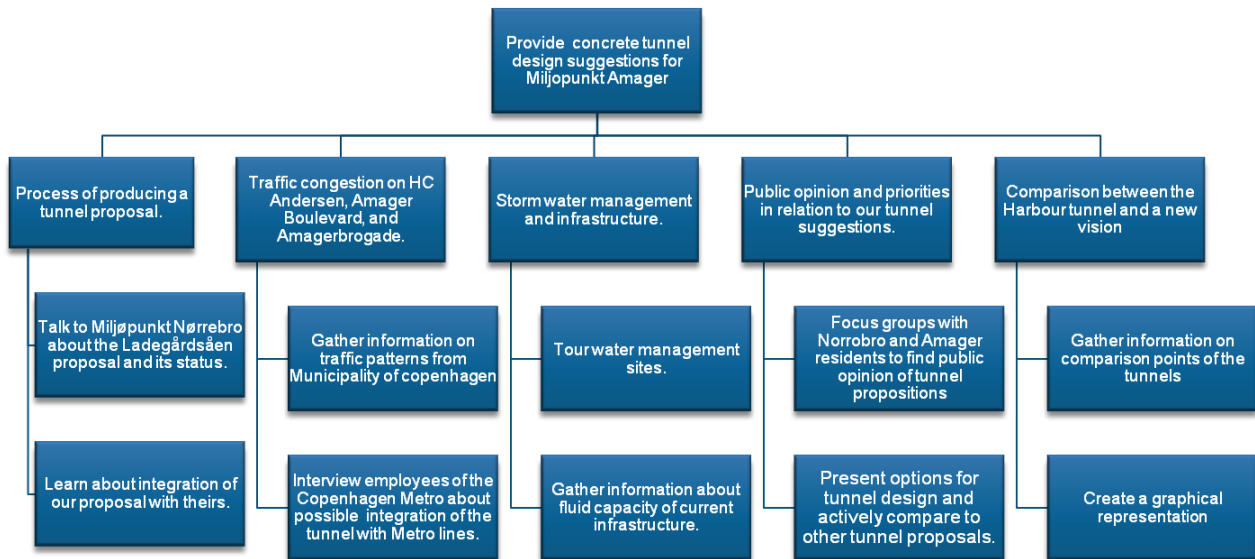 Provide concrete tunnel
design suggestions for
Miljopunkt Amager
Process of producing a
tunnel proposal.
Traffic congestion on HC
Andersen, Amager
Boulevard, and
Amagerbrogade.
Storm water management
and infrastructure.
Public opinion and priorities
in relation to our tunnel
suggestions.
Comparison between the
Harbour tunnel and a new
vision
Talk to Miljøpunkt Nørrebro
about the Ladegårdsåen
proposal and its status.
Gather information on
traffic patterns from
Municipality of copenhagen
Tour water management
sites.
Focus groups with
Norrobro and Amager
residents to find public
opinion of tunnel
propositions
Gather information on
comparison points of the
tunnels
Learn about integration of
our proposal with theirs.
Interview employees of the
Copenhagen Metro about
possible integration of the
tunnel with Metro lines.
Gather information about
fluid capacity of current
infrastructure.
Present options for
tunnel design and
actively compare to
other tunnel proposals.
Create a graphical
representation